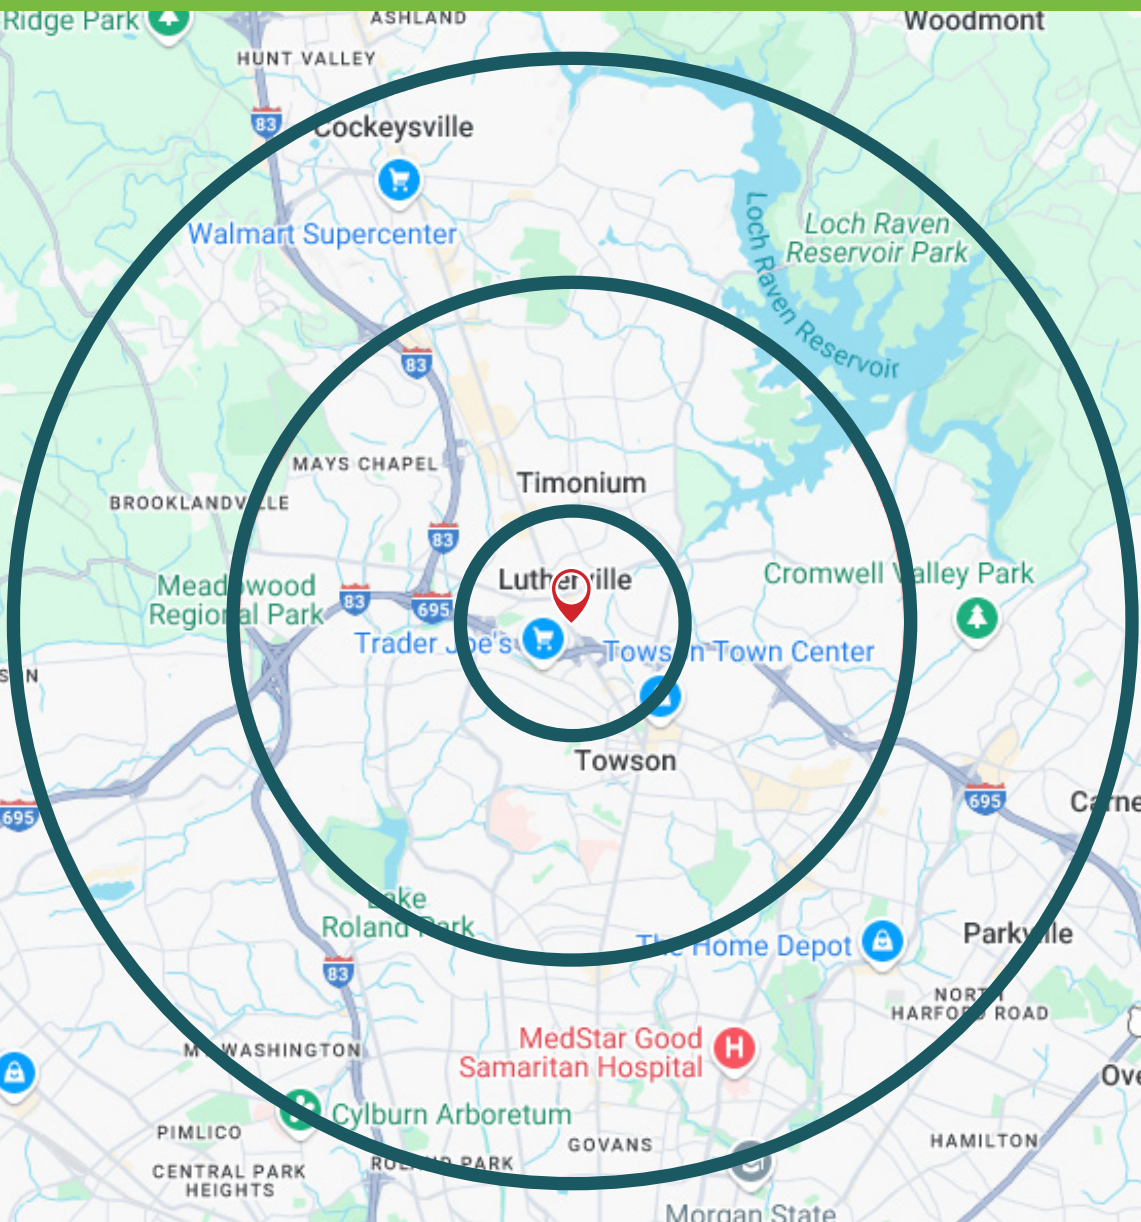 Ridge Park
ASHLAND
Woodmont
HUNT VALLEY
83
Cockeysville
Walmart Supercenter
Loch Raven
Reservoir Park
Loch Raven Reservoir
83
MAYS CHAPEL
Timonium
BROOKLANDVILLE
83
Lutherville
Cromwell Valley Park
Meadowood
Regional Park
83
695
Trader Joe's
Towson Town Center
Towson
695
695
Lake
Roland Park
The Home Depot
Parkville
83
NORTH
HARFORD ROAD
MedStar Good
Samaritan Hospital
H
MT WASHINGTON
Cylburn Arboretum
PIMLICO
GOVANS
HAMILTON
ROLAND PARK
CENTRAL PARK
HEIGHTS
Morgan State